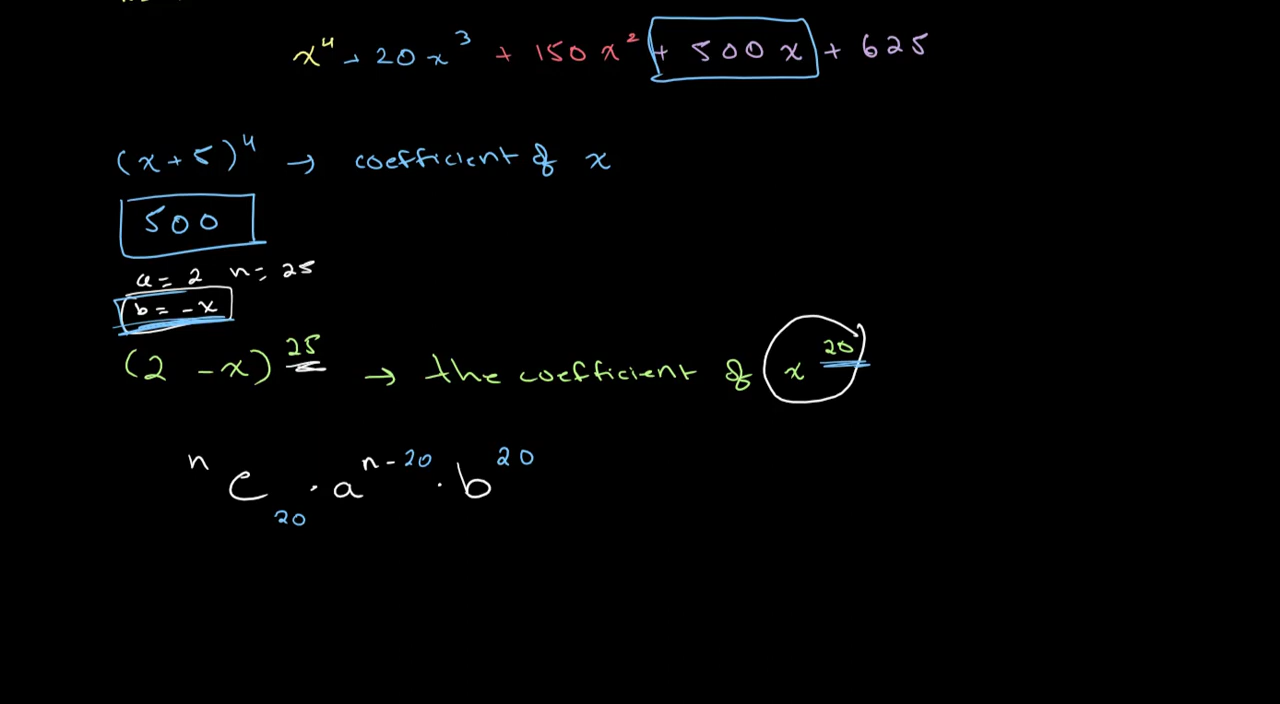 x⁴ + 20x³ + 150x² + 500x + 625
(x+5)⁴ → coefficient of x
500
a = 2 n = 25
b = -x
(2 - x)²⁵ → the coefficient of x²⁰
ⁿC₂₀ · aⁿ⁻²⁰ · b²⁰